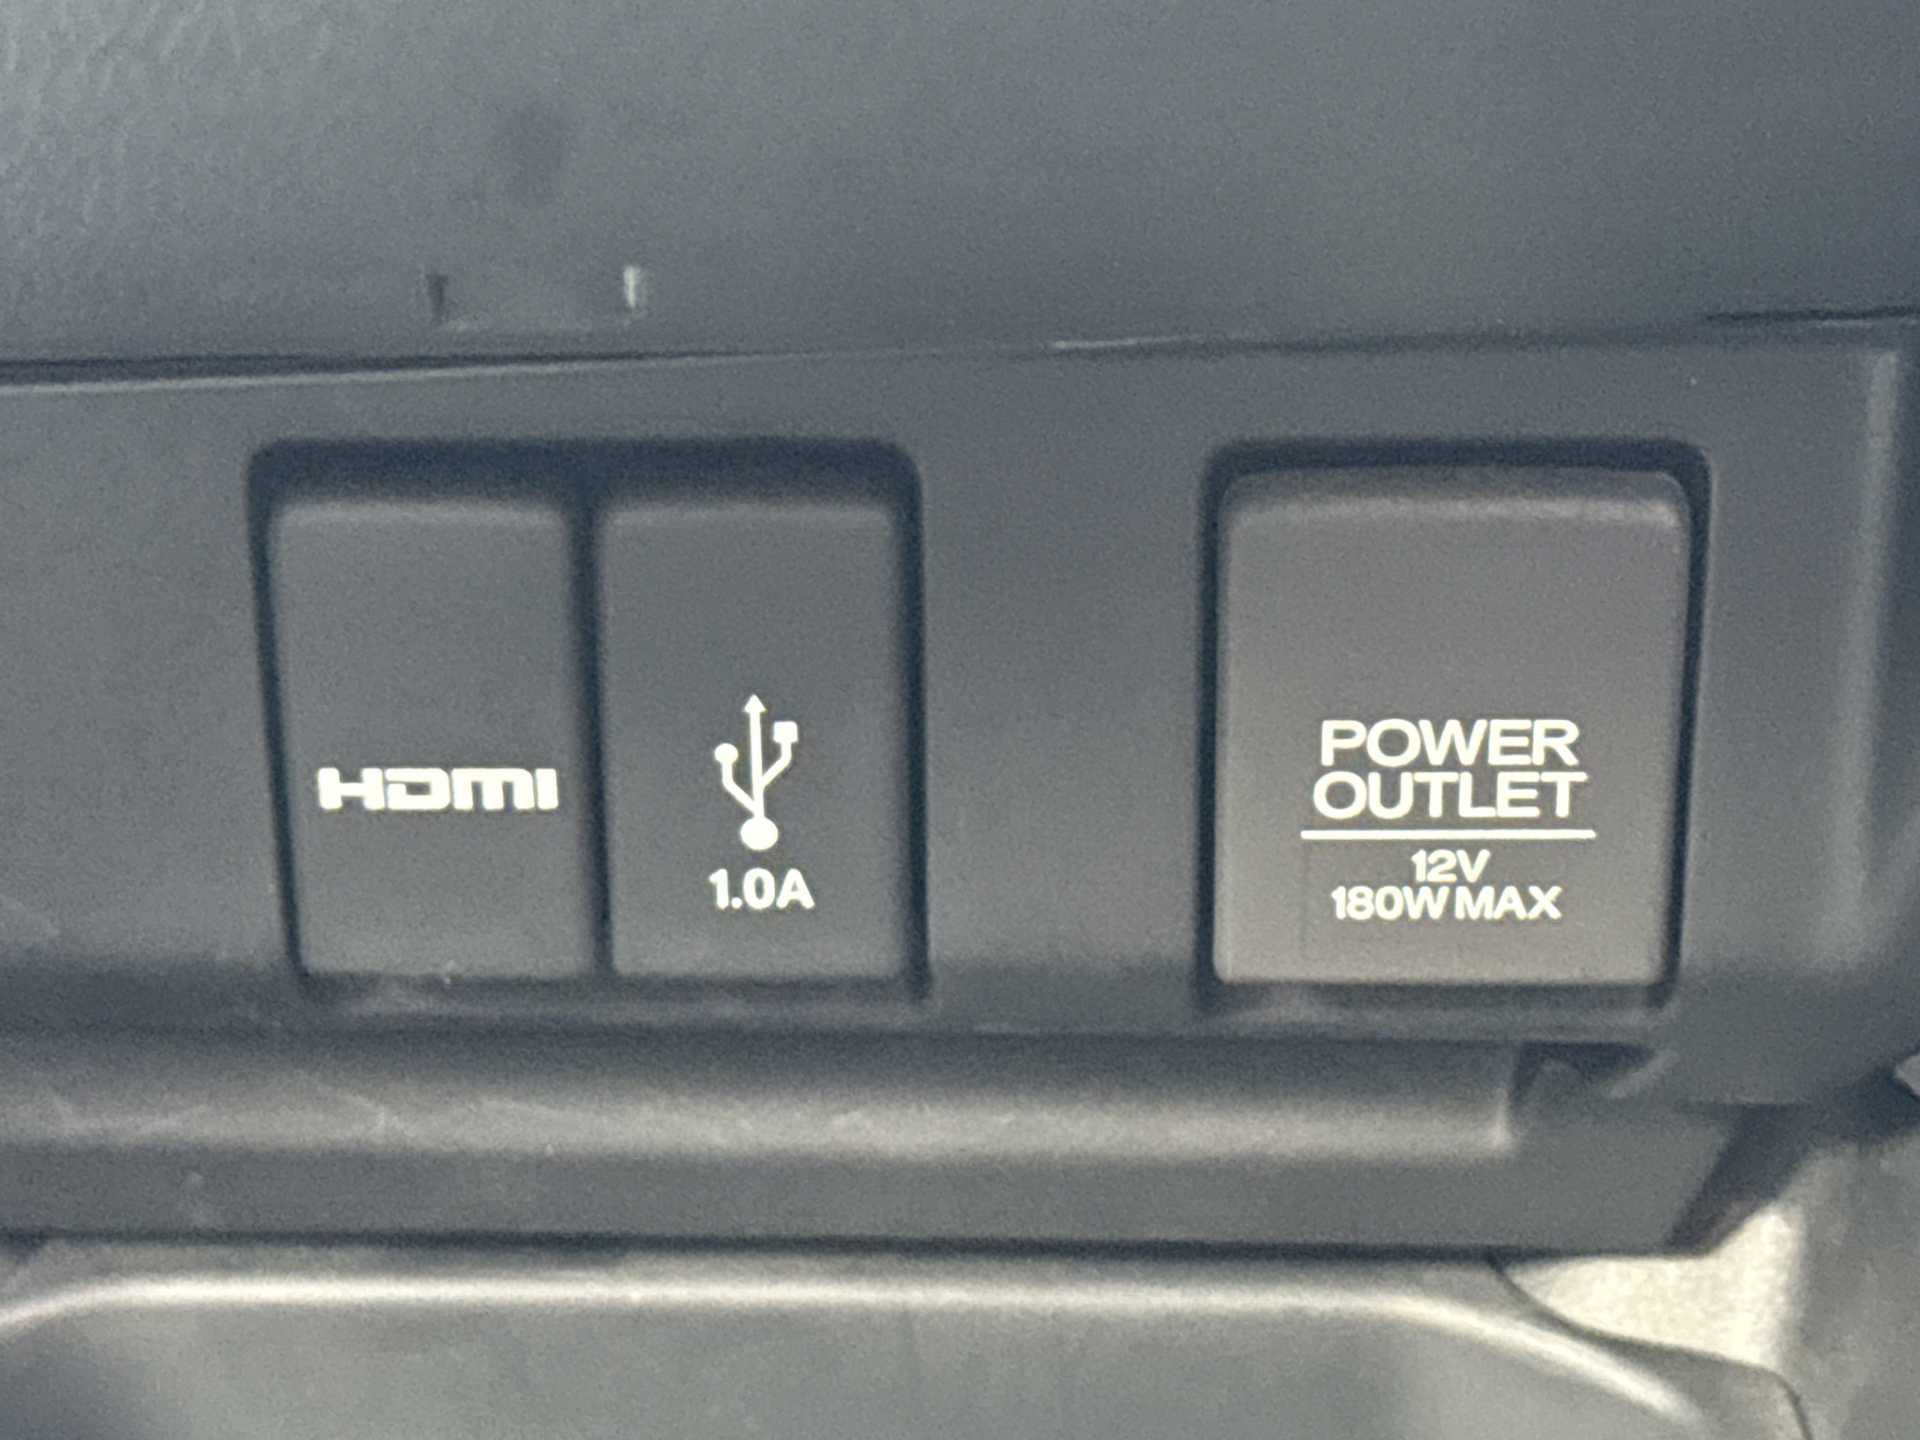 HDMI
1.0A
POWER
OUTLET
12V
180W MAX